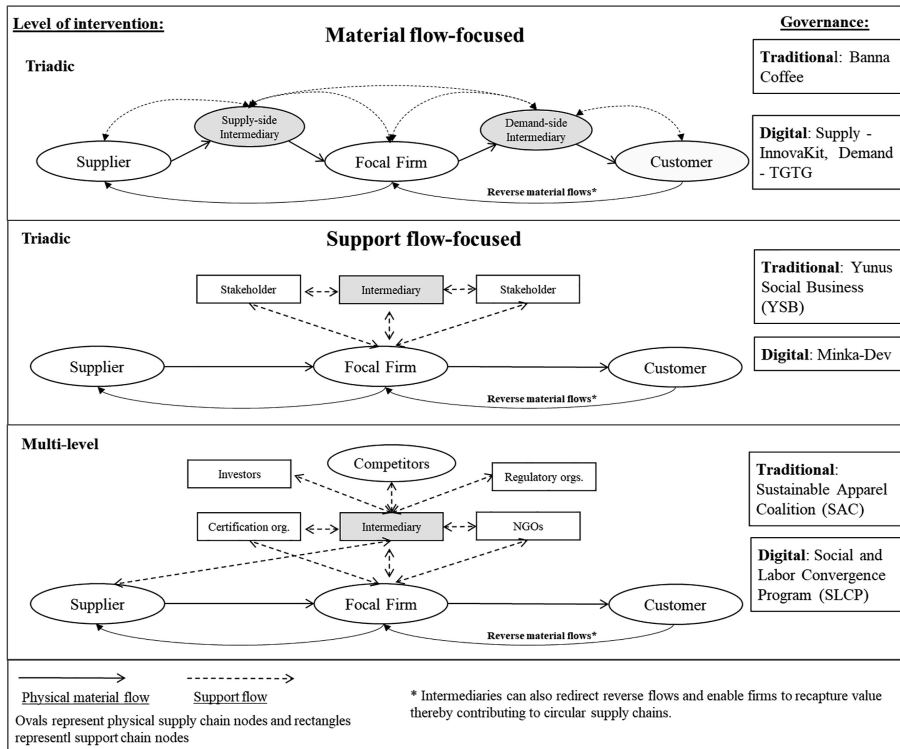 Level of intervention:
Material flow-focused
Governance:
Triadic
Supply-side
Intermediary
Demand-side
Intermediary
Supplier
Focal Firm
Customer
Reverse material flows*
Traditional: Banna
Coffee
Digital: Supply -
InnovaKit, Demand
- TGTG
Triadic
Support flow-focused
Stakeholder
Intermediary
Stakeholder
Supplier
Focal Firm
Customer
Reverse material flows*
Traditional: Yunus
Social Business
(YSB)
Digital: Minka-Dev
Multi-level
Competitors
Investors
Regulatory orgs.
Certification org.
Intermediary
NGOs
Supplier
Focal Firm
Customer
Reverse material flows*
Traditional:
Sustainable Apparel
Coalition (SAC)
Digital: Social and
Labor Convergence
Program (SLCP)
Physical material flow
Support flow
Ovals represent physical supply chain nodes and rectangles
representl support chain nodes
* Intermediaries can also redirect reverse flows and enable firms to recapture value
thereby contributing to circular supply chains.